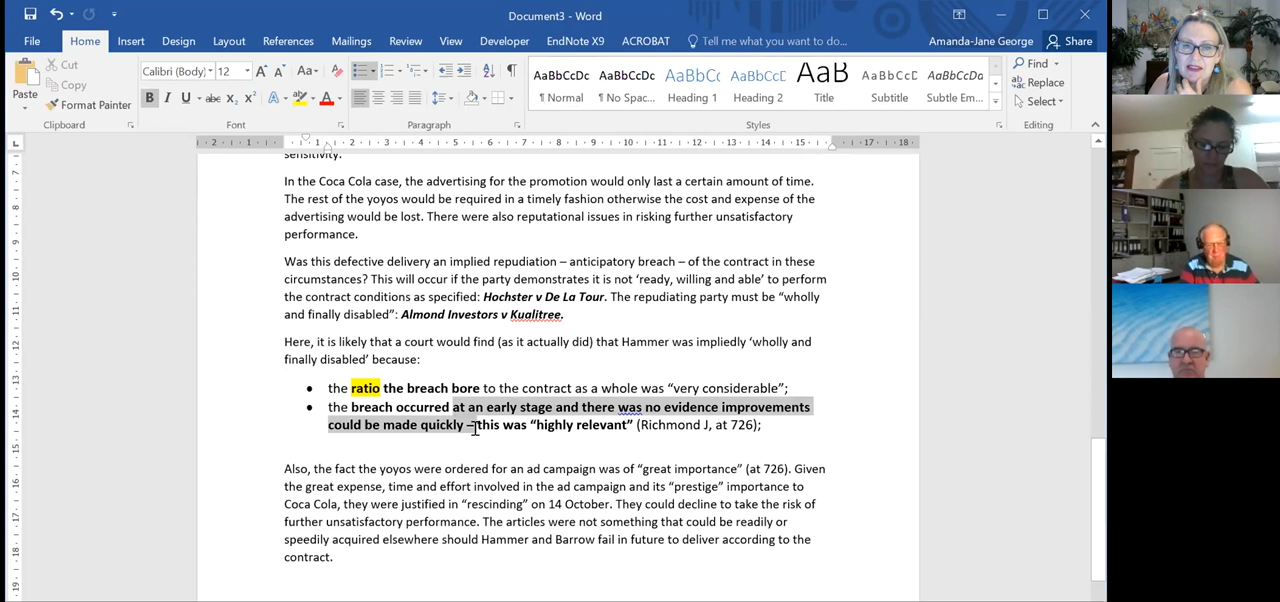 Document3 - Word
File Home Insert Design Layout References Mailings Review View Developer EndNote X9 ACROBAT Tell me what you want to do... Amanda-Jane George Share
Paste
Cut
Copy
Format Painter
Clipboard
Calibri (Body) 12
Font
Paragraph
AaBbCcDc AaBbCcDc AaBbCc AaBbCcD AaB AaBbCcD AaBbCcDc
¶ Normal ¶ No Spac... Heading 1 Heading 2 Title Subtitle Subtle Em...
Styles
Find
Replace
Select
Editing
sensitivity.
In the Coca Cola case, the advertising for the promotion would only last a certain amount of time.
The rest of the yoyos would be required in a timely fashion otherwise the cost and expense of the
advertising would be lost. There were also reputational issues in risking further unsatisfactory
performance.
Was this defective delivery an implied repudiation – anticipatory breach – of the contract in these
circumstances? This will occur if the party demonstrates it is not ‘ready, willing and able’ to perform
the contract conditions as specified: Hochster v De La Tour. The repudiating party must be “wholly
and finally disabled”: Almond Investors v Kualitree.
Here, it is likely that a court would find (as it actually did) that Hammer was impliedly ‘wholly and
finally disabled’ because:
• the ratio the breach bore to the contract as a whole was “very considerable”;
• the breach occurred at an early stage and there was no evidence improvements
could be made quickly – this was “highly relevant” (Richmond J, at 726);
Also, the fact the yoyos were ordered for an ad campaign was of “great importance” (at 726). Given
the great expense, time and effort involved in the ad campaign and its “prestige” importance to
Coca Cola, they were justified in “rescinding” on 14 October. They could decline to take the risk of
further unsatisfactory performance. The articles were not something that could be readily or
speedily acquired elsewhere should Hammer and Barrow fail in future to deliver according to the
contract.